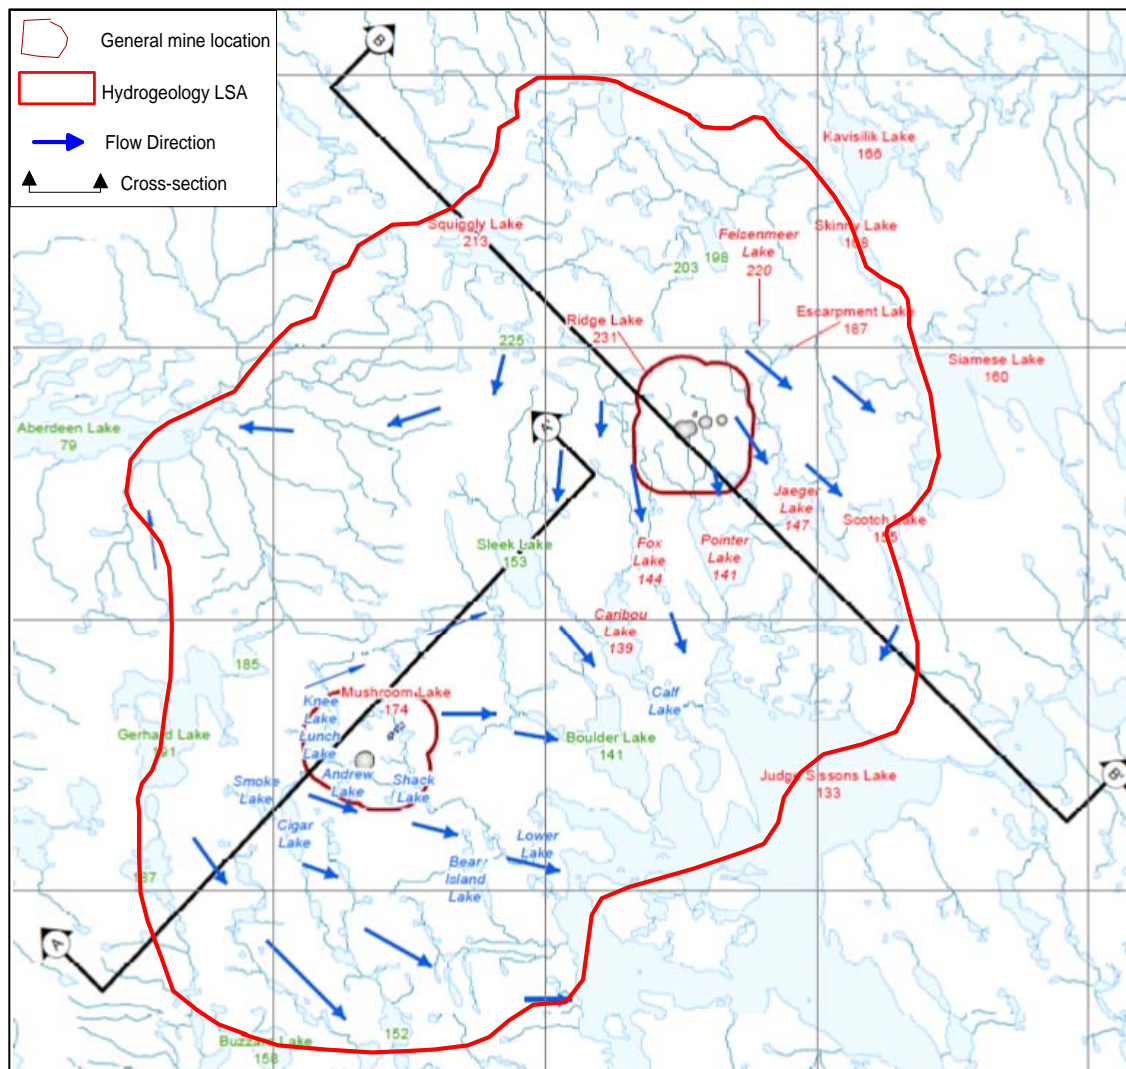 General mine location
Hydrogeology LSA
Flow Direction
Cross-section
B
Kavisilik Lake
166
Squiggly Lake
213
Felsenmeer
Lake
220
Skinny Lake
168
198
203
Escarpment Lake
187
Ridge Lake
231
225
Siamese Lake
160
Aberdeen Lake
79
A'
Jaeger
Lake
147
Scotch Lake
155
Sleek Lake
153
Fox
Lake
144
Pointer
Lake
141
Caribou
Lake
139
185
Mushroom Lake
174
Knee
Lake
Lunch
Lake
Calf
Lake
Gerhard Lake
191
Boulder Lake
141
Andrew
Lake
Shack
Lake
Smoke
Lake
Judge Sissons Lake
133
B'
Cigar
Lake
Lower
Lake
Bear
Island
Lake
187
A
152
Buzzard Lake
158